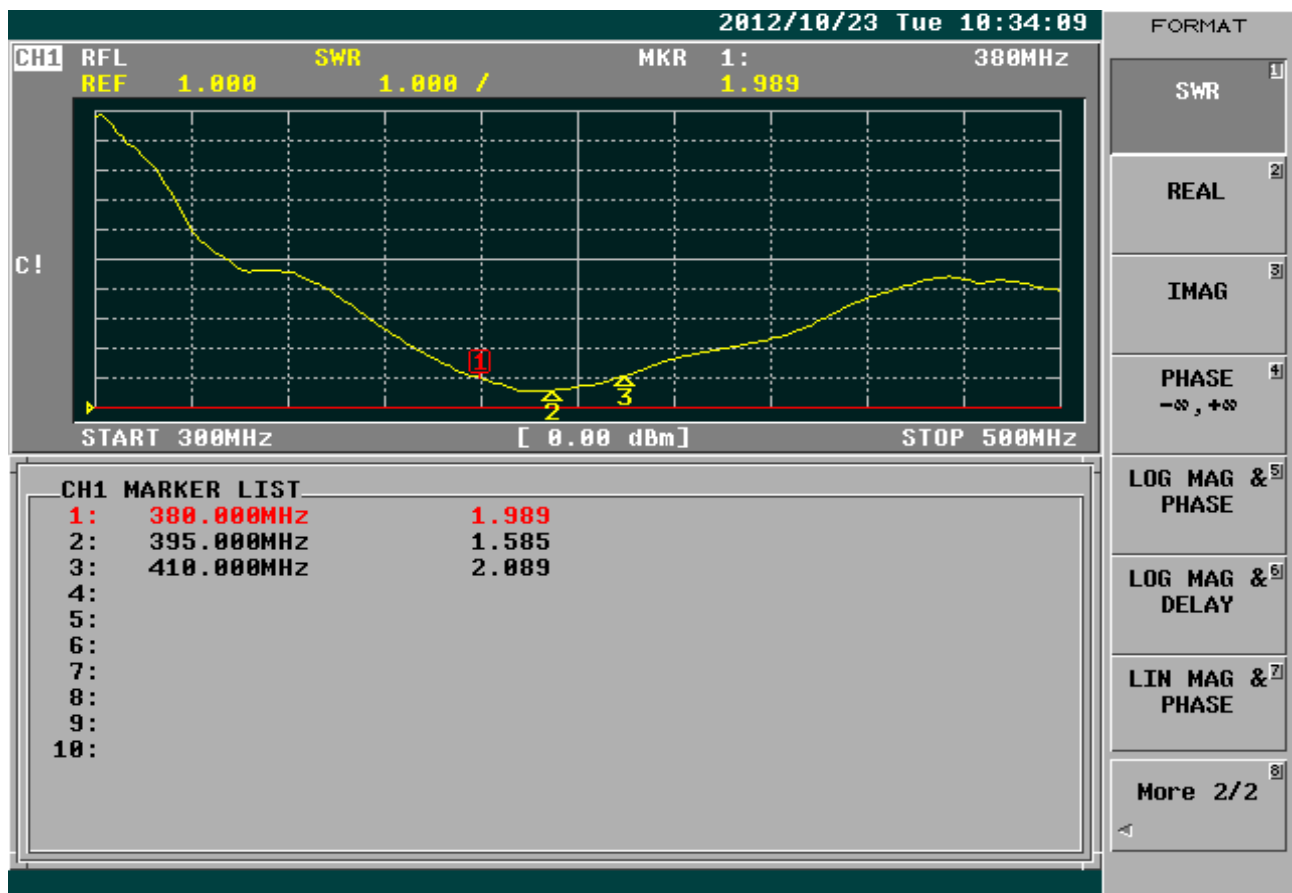 2012/10/23 Tue 10:34:09
CH1 RFL SWR MKR 1: 380MHz
REF 1.000 1.000 / 1.989
C!
1
2
3
START 300MHz [ 0.00 dBm] STOP 500MHz
CH1 MARKER LIST
1: 380.000MHz 1.989
2: 395.000MHz 1.585
3: 410.000MHz 2.089
4:
5:
6:
7:
8:
9:
10:
FORMAT
SWR 1
REAL 2
IMAG 3
PHASE 4
-∞,+∞
LOG MAG & 5
PHASE
LOG MAG & 6
DELAY
LIN MAG & 7
PHASE
More 2/2 8